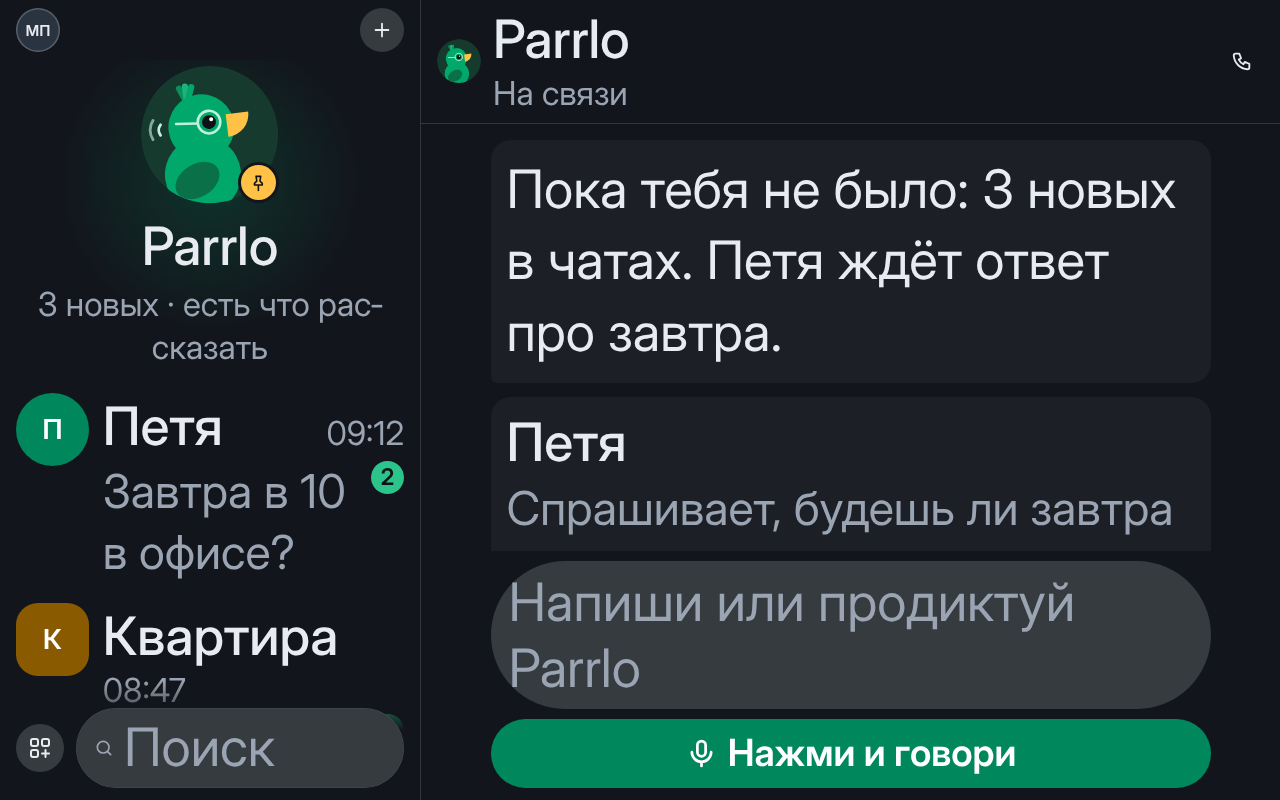 МП
Parrlo
3 новых · есть что рас-
сказать
П
Петя
09:12
Завтра в 10
2
в офисе?
К
Квартира
08:47
Поиск
Parrlo
На связи
Пока тебя не было: 3 новых
в чатах. Петя ждёт ответ
про завтра.
Петя
Спрашивает, будешь ли завтра
Напиши или продиктуй
Parrlo
Нажми и говори